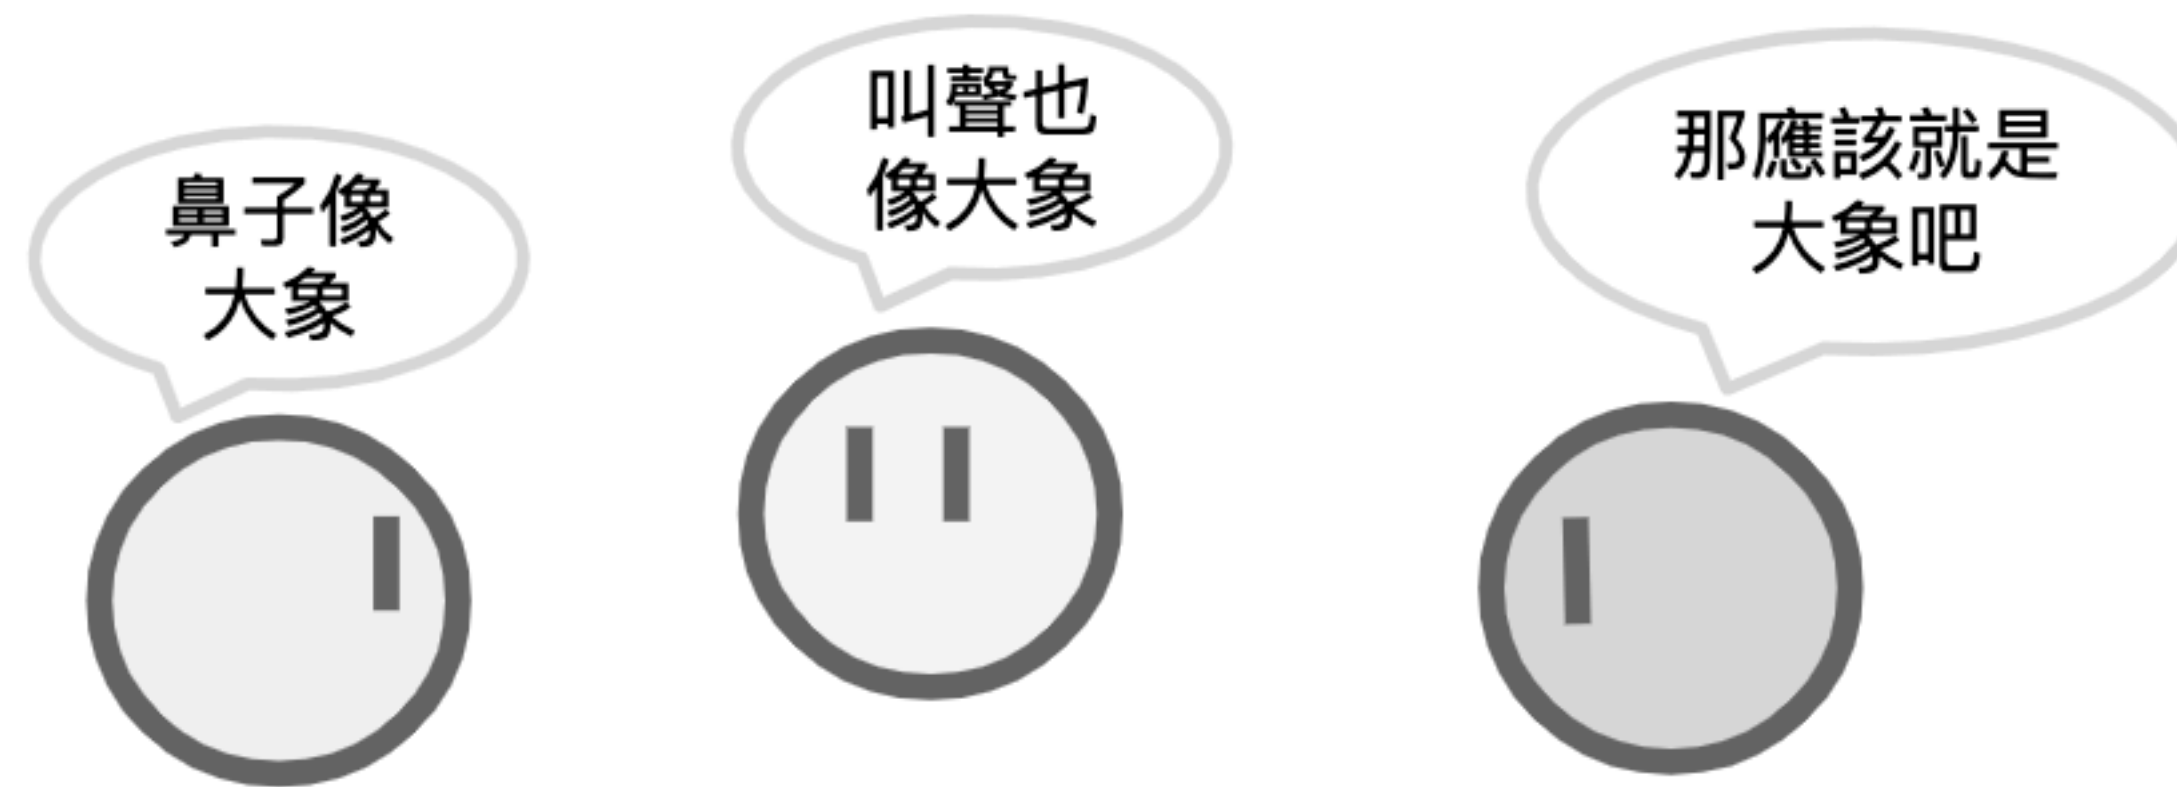 鼻子像
大象
叫聲也
像大象
那應該就是
大象吧